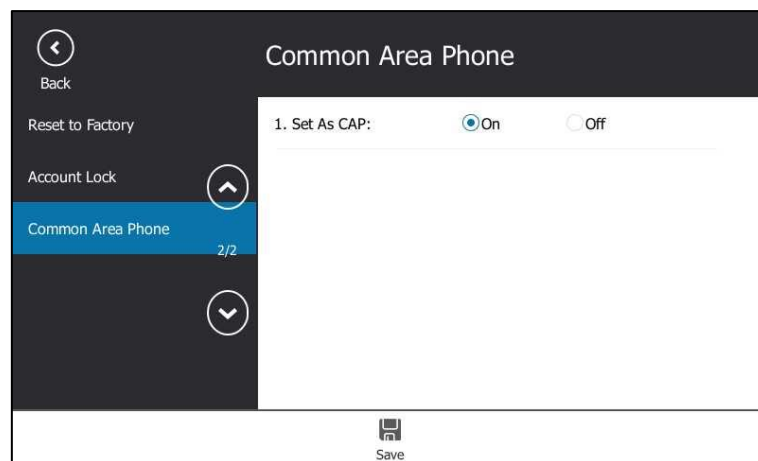 Back
Common Area Phone
Reset to Factory
Account Lock
Common Area Phone
2/2
1. Set As CAP: On Off
Save